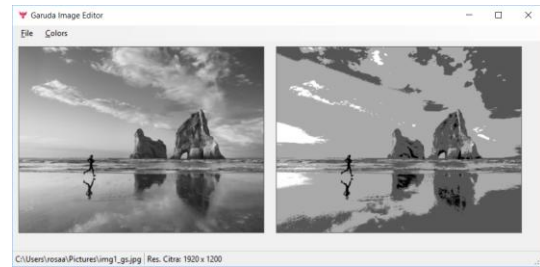 Garuda Image Editor
File Colors
C:\Users\rosaa\Pictures\img1_gs.jpg Res. Citra: 1920 x 1200